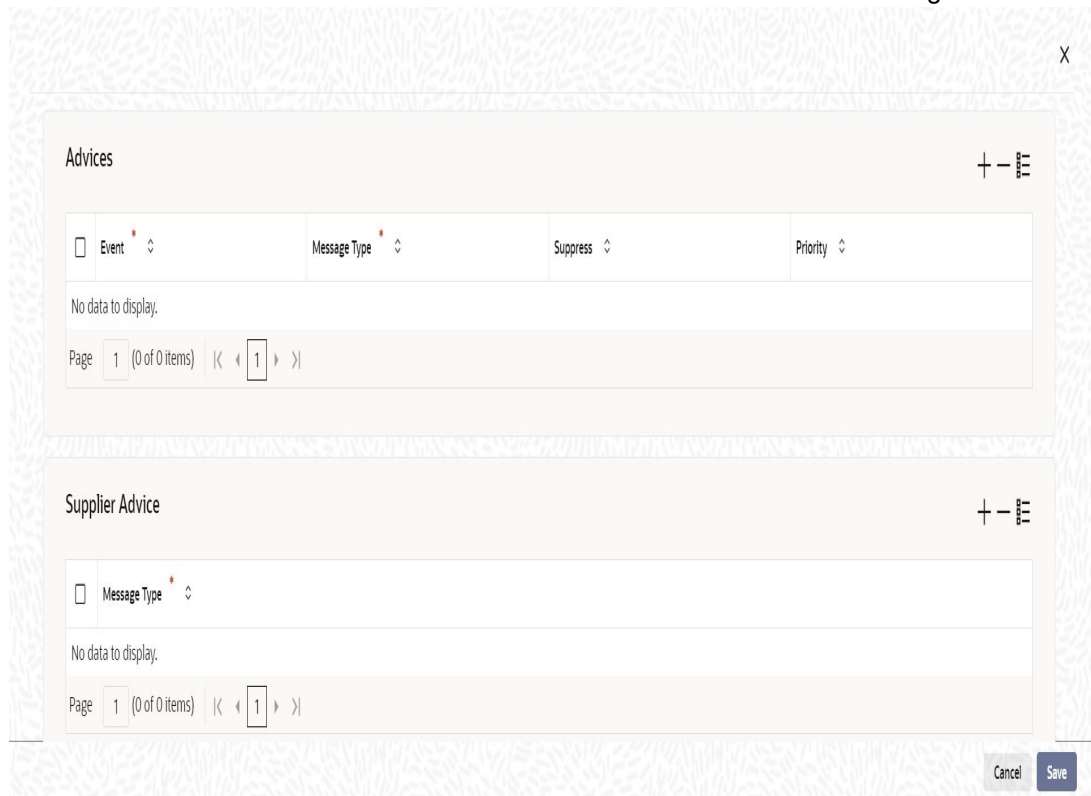 X
Advices
Event * Message Type * Suppress Priority
No data to display.
Page 1 (0 of 0 items) 1
Supplier Advice
Message Type *
No data to display.
Page 1 (0 of 0 items) 1
Cancel Save